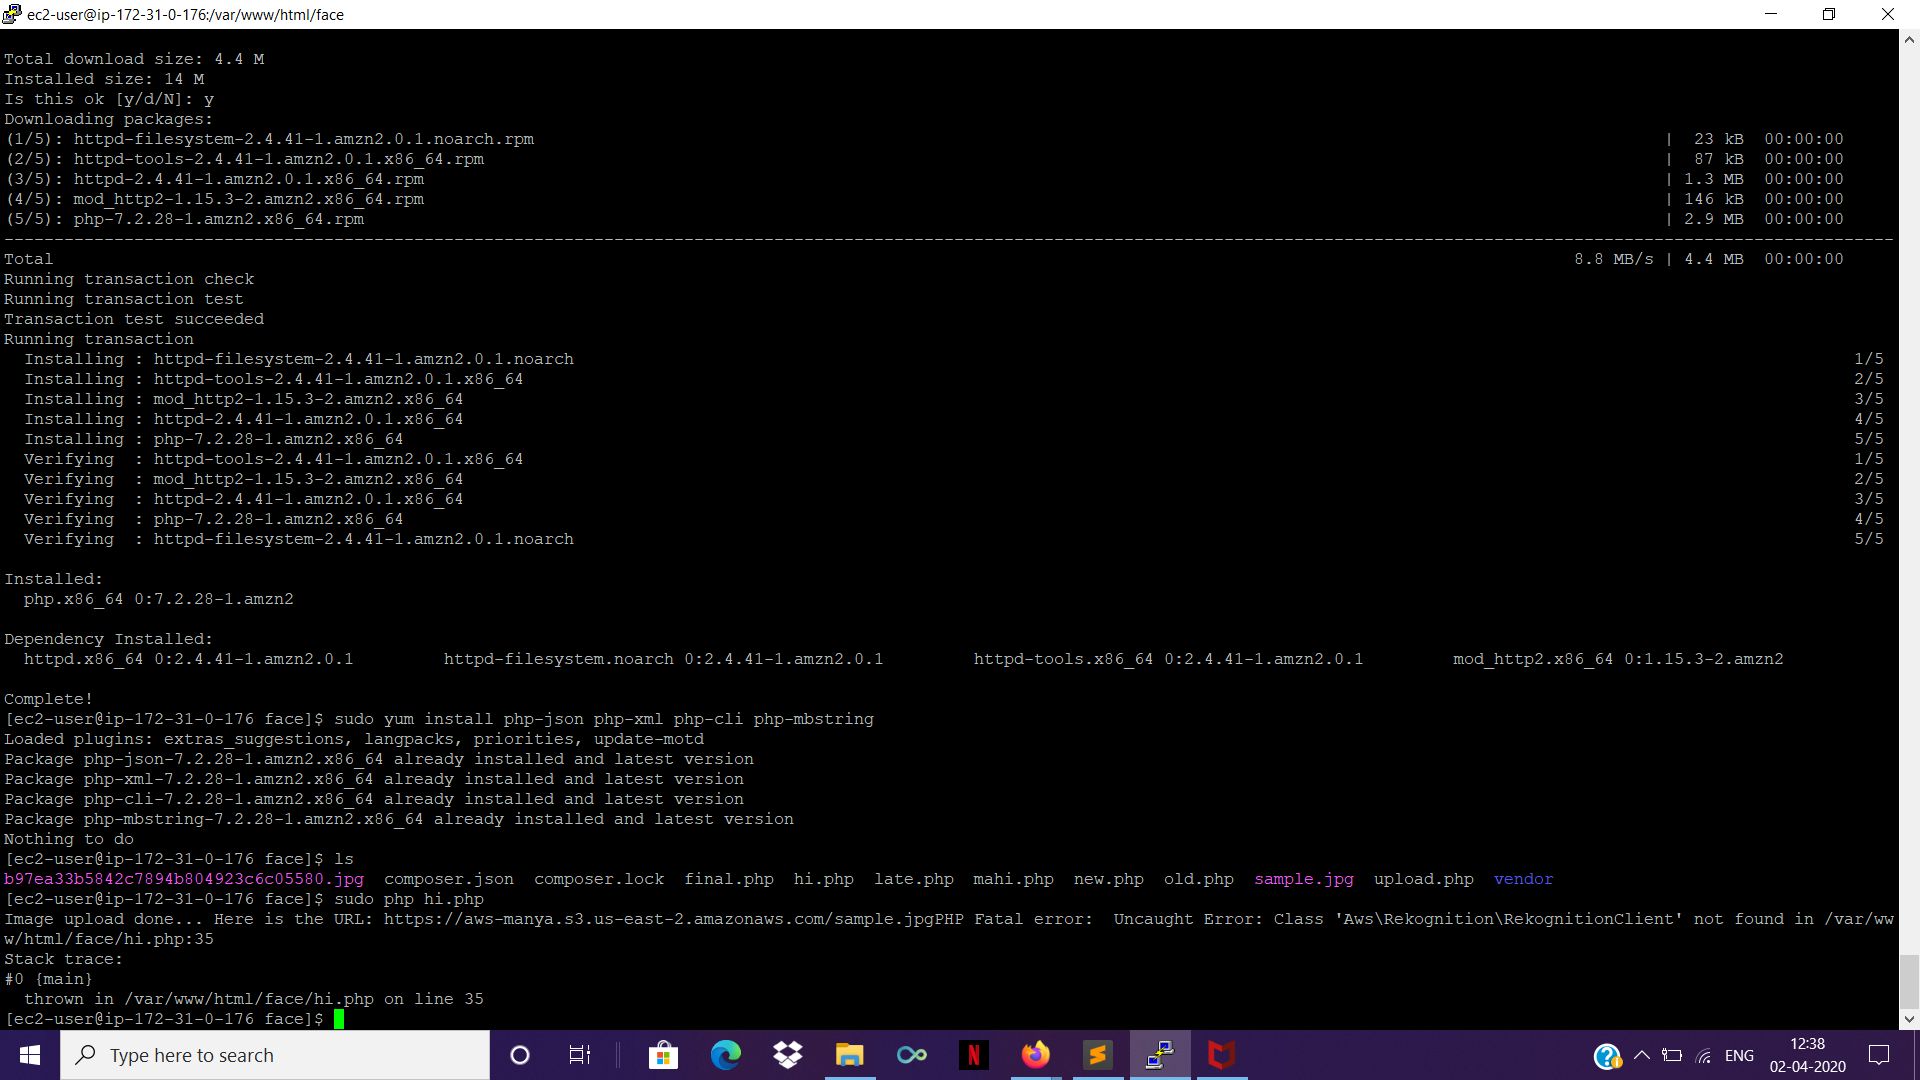 ec2-user@ip-172-31-0-176:/var/www/html/face
Total download size: 4.4 M
Installed size: 14 M
Is this ok [y/d/N]: y
Downloading packages:
(1/5): httpd-filesystem-2.4.41-1.amzn2.0.1.noarch.rpm | 23 kB 00:00:00
(2/5): httpd-tools-2.4.41-1.amzn2.0.1.x86_64.rpm | 87 kB 00:00:00
(3/5): httpd-2.4.41-1.amzn2.0.1.x86_64.rpm | 1.3 MB 00:00:00
(4/5): mod_http2-1.15.3-2.amzn2.x86_64.rpm | 146 kB 00:00:00
(5/5): php-7.2.28-1.amzn2.x86_64.rpm | 2.9 MB 00:00:00
--------------------------------------------------------------------------------
Total 8.8 MB/s | 4.4 MB 00:00:00
Running transaction check
Running transaction test
Transaction test succeeded
Running transaction
Installing : httpd-filesystem-2.4.41-1.amzn2.0.1.noarch 1/5
Installing : httpd-tools-2.4.41-1.amzn2.0.1.x86_64 2/5
Installing : mod_http2-1.15.3-2.amzn2.x86_64 3/5
Installing : httpd-2.4.41-1.amzn2.0.1.x86_64 4/5
Installing : php-7.2.28-1.amzn2.x86_64 5/5
Verifying : httpd-tools-2.4.41-1.amzn2.0.1.x86_64 1/5
Verifying : mod_http2-1.15.3-2.amzn2.x86_64 2/5
Verifying : httpd-2.4.41-1.amzn2.0.1.x86_64 3/5
Verifying : php-7.2.28-1.amzn2.x86_64 4/5
Verifying : httpd-filesystem-2.4.41-1.amzn2.0.1.noarch 5/5
Installed:
php.x86_64 0:7.2.28-1.amzn2
Dependency Installed:
httpd.x86_64 0:2.4.41-1.amzn2.0.1 httpd-filesystem.noarch 0:2.4.41-1.amzn2.0.1 httpd-tools.x86_64 0:2.4.41-1.amzn2.0.1 mod_http2.x86_64 0:1.15.3-2.amzn2
Complete!
[ec2-user@ip-172-31-0-176 face]$ sudo yum install php-json php-xml php-cli php-mbstring
Loaded plugins: extras_suggestions, langpacks, priorities, update-motd
Package php-json-7.2.28-1.amzn2.x86_64 already installed and latest version
Package php-xml-7.2.28-1.amzn2.x86_64 already installed and latest version
Package php-cli-7.2.28-1.amzn2.x86_64 already installed and latest version
Package php-mbstring-7.2.28-1.amzn2.x86_64 already installed and latest version
Nothing to do
[ec2-user@ip-172-31-0-176 face]$ ls
b97ea33b5842c7894b804923c6c05580.jpg composer.json composer.lock final.php hi.php late.php mahi.php new.php old.php sample.jpg upload.php vendor
[ec2-user@ip-172-31-0-176 face]$ sudo php hi.php
Image upload done... Here is the URL: https://aws-manya.s3.us-east-2.amazonaws.com/sample.jpgPHP Fatal error: Uncaught Error: Class 'Aws\Rekognition\RekognitionClient' not found in /var/ww
w/html/face/hi.php:35
Stack trace:
#0 {main}
thrown in /var/www/html/face/hi.php on line 35
[ec2-user@ip-172-31-0-176 face]$
Type here to search
N
S
?
ENG
12:38
02-04-2020